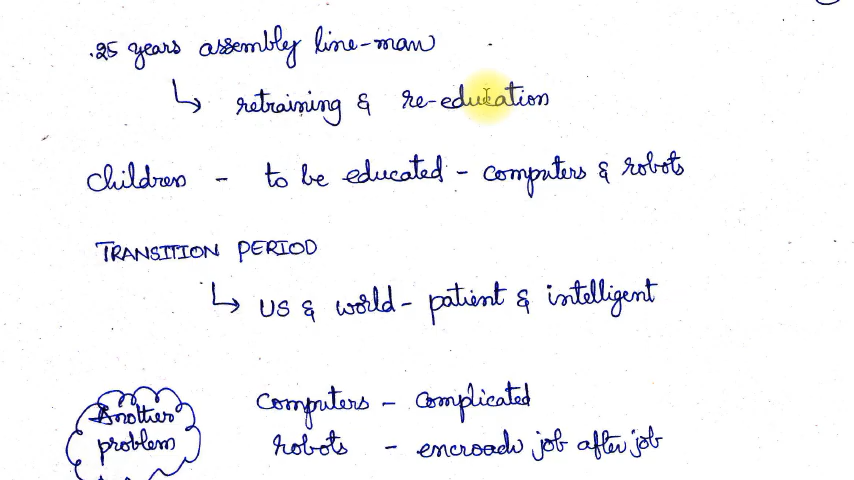 .25 years assembly line-man
↳ retraining & re-education
Children - to be educated - computers & robots
TRANSITION PERIOD
↳ US & world - patient & intelligent
Another problem
Computers - complicated
robots - encroach job after job